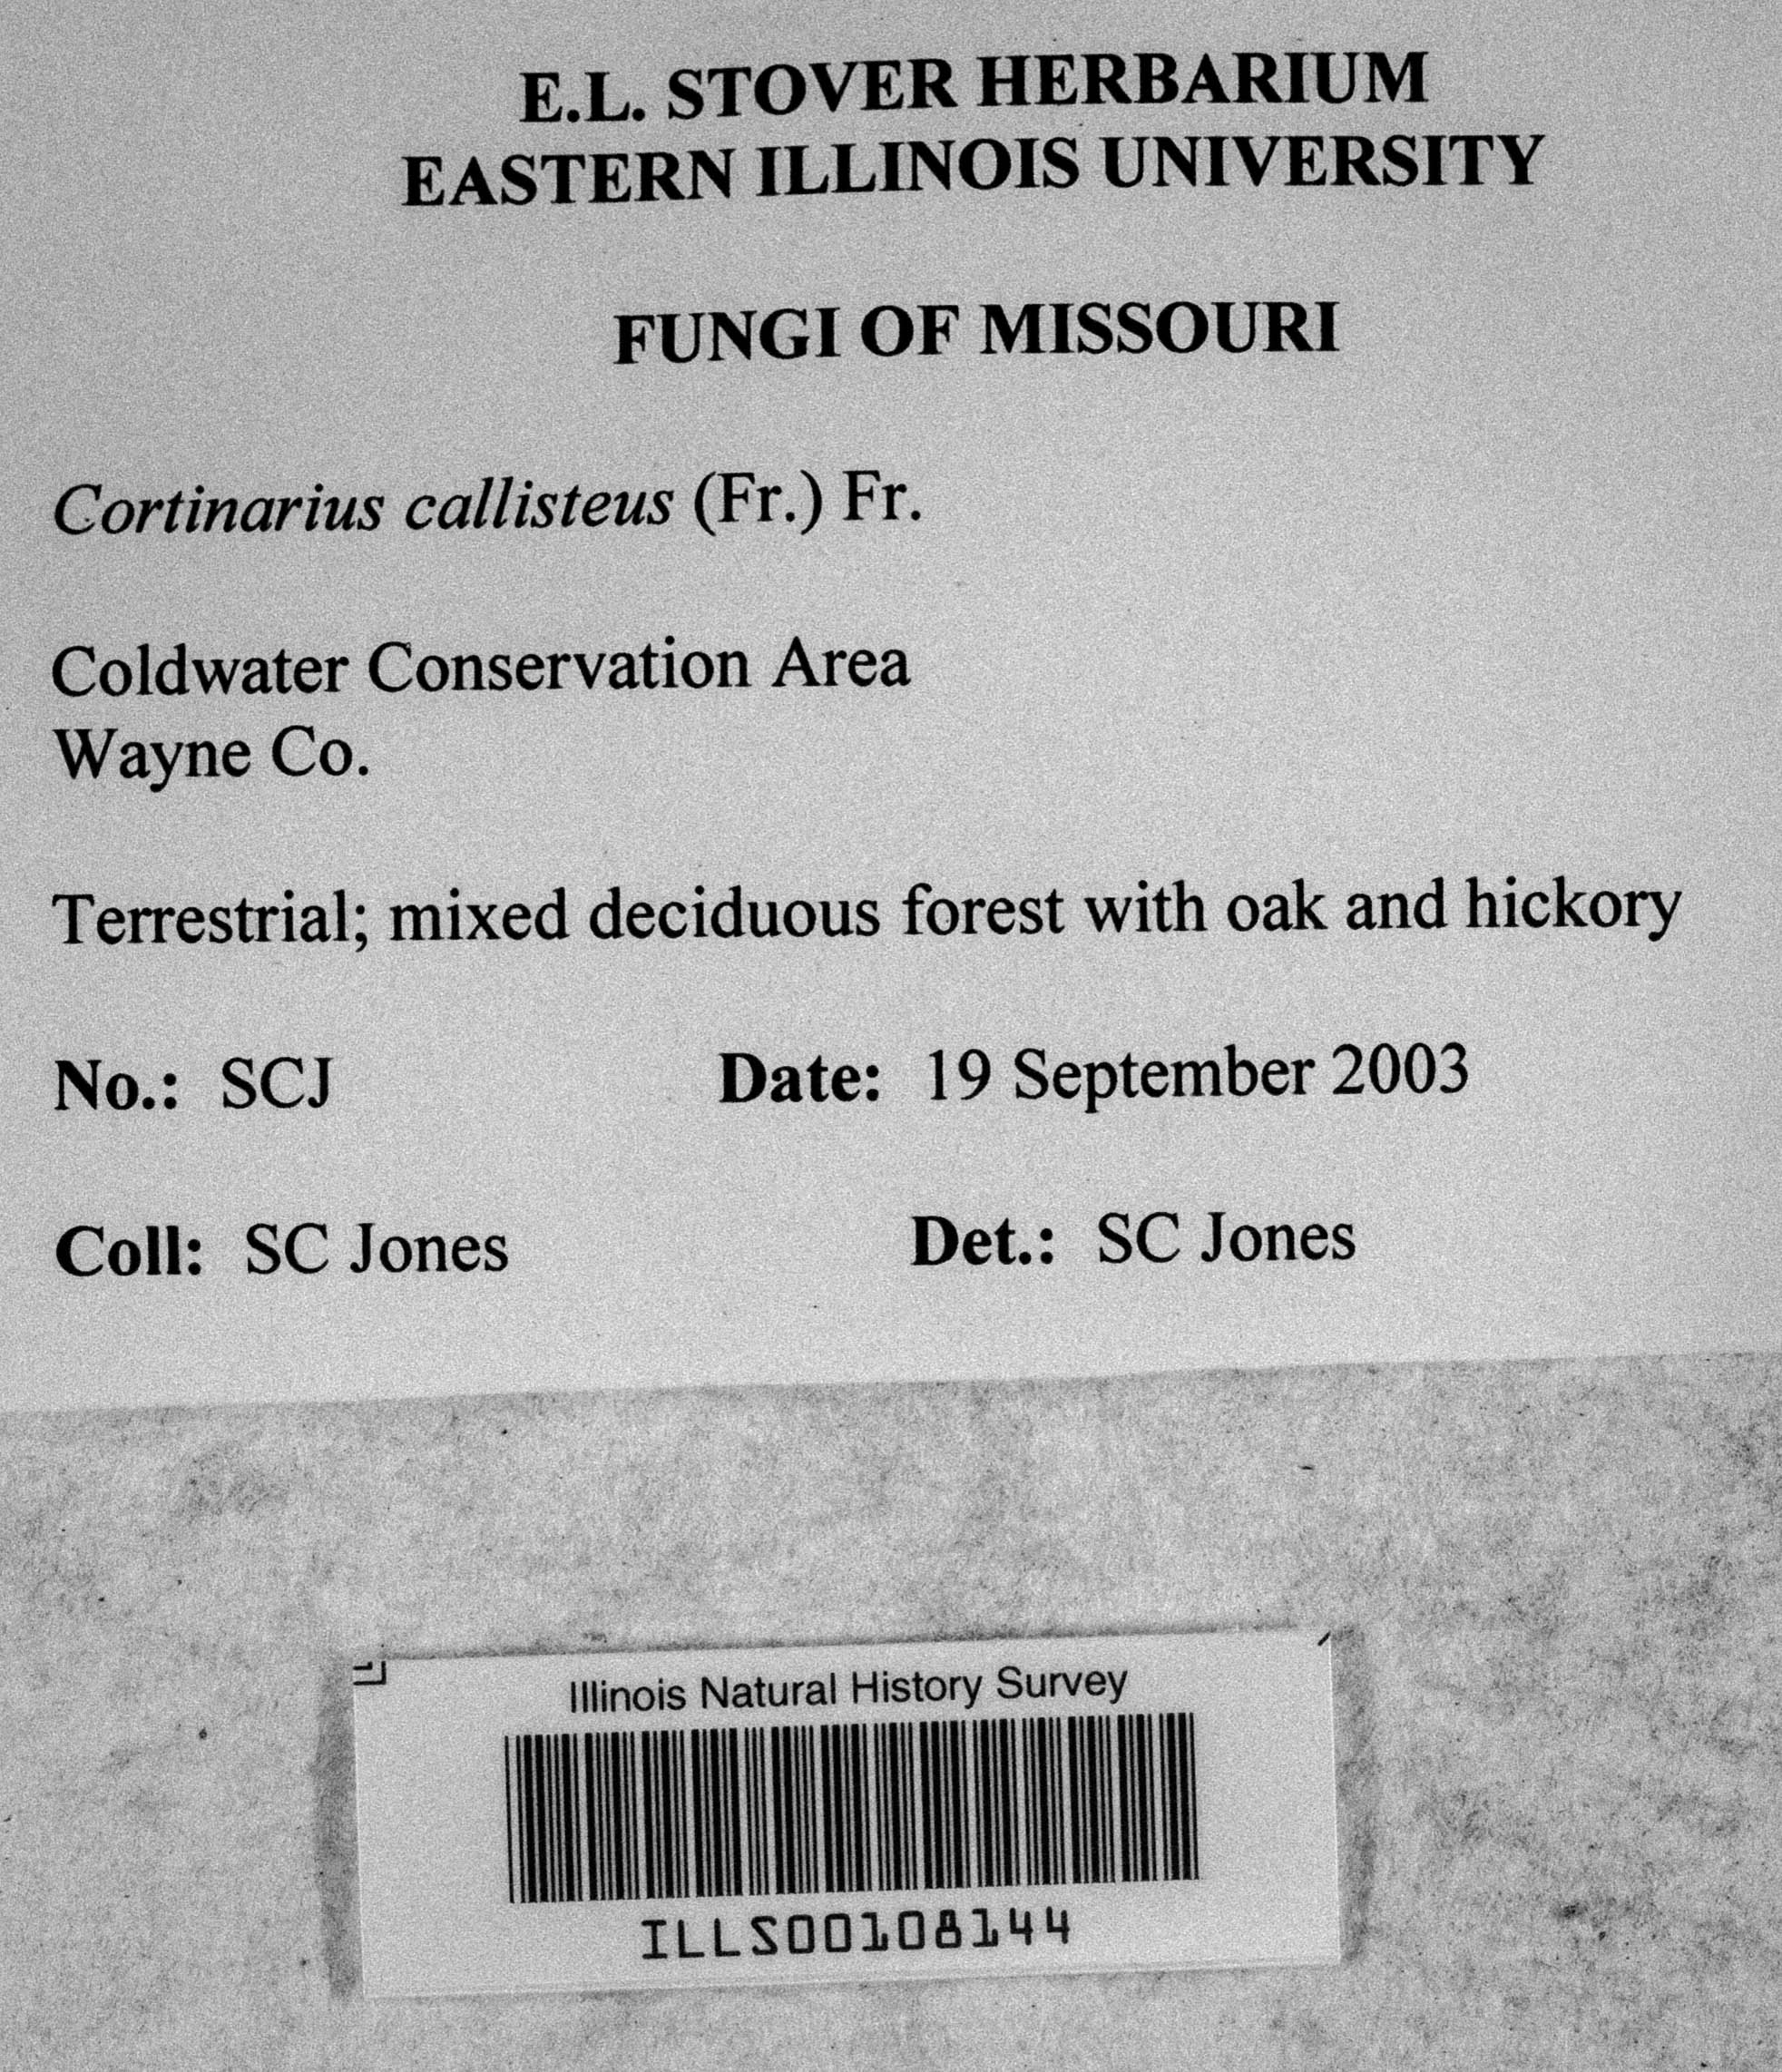 E.L. STOVER HERBARIUM
EASTERN ILLINOIS UNIVERSITY
FUNGI OF MISSOURI
Cortinarius callisteus (Fr.) Fr.
Coldwater Conservation Area
Wayne Co.
Terrestrial; mixed deciduous forest with oak and hickory
No.: SCJ Date: 19 September 2003
Coll: SC Jones Det.: SC Jones
Illinois Natural History Survey
ILLS00108144